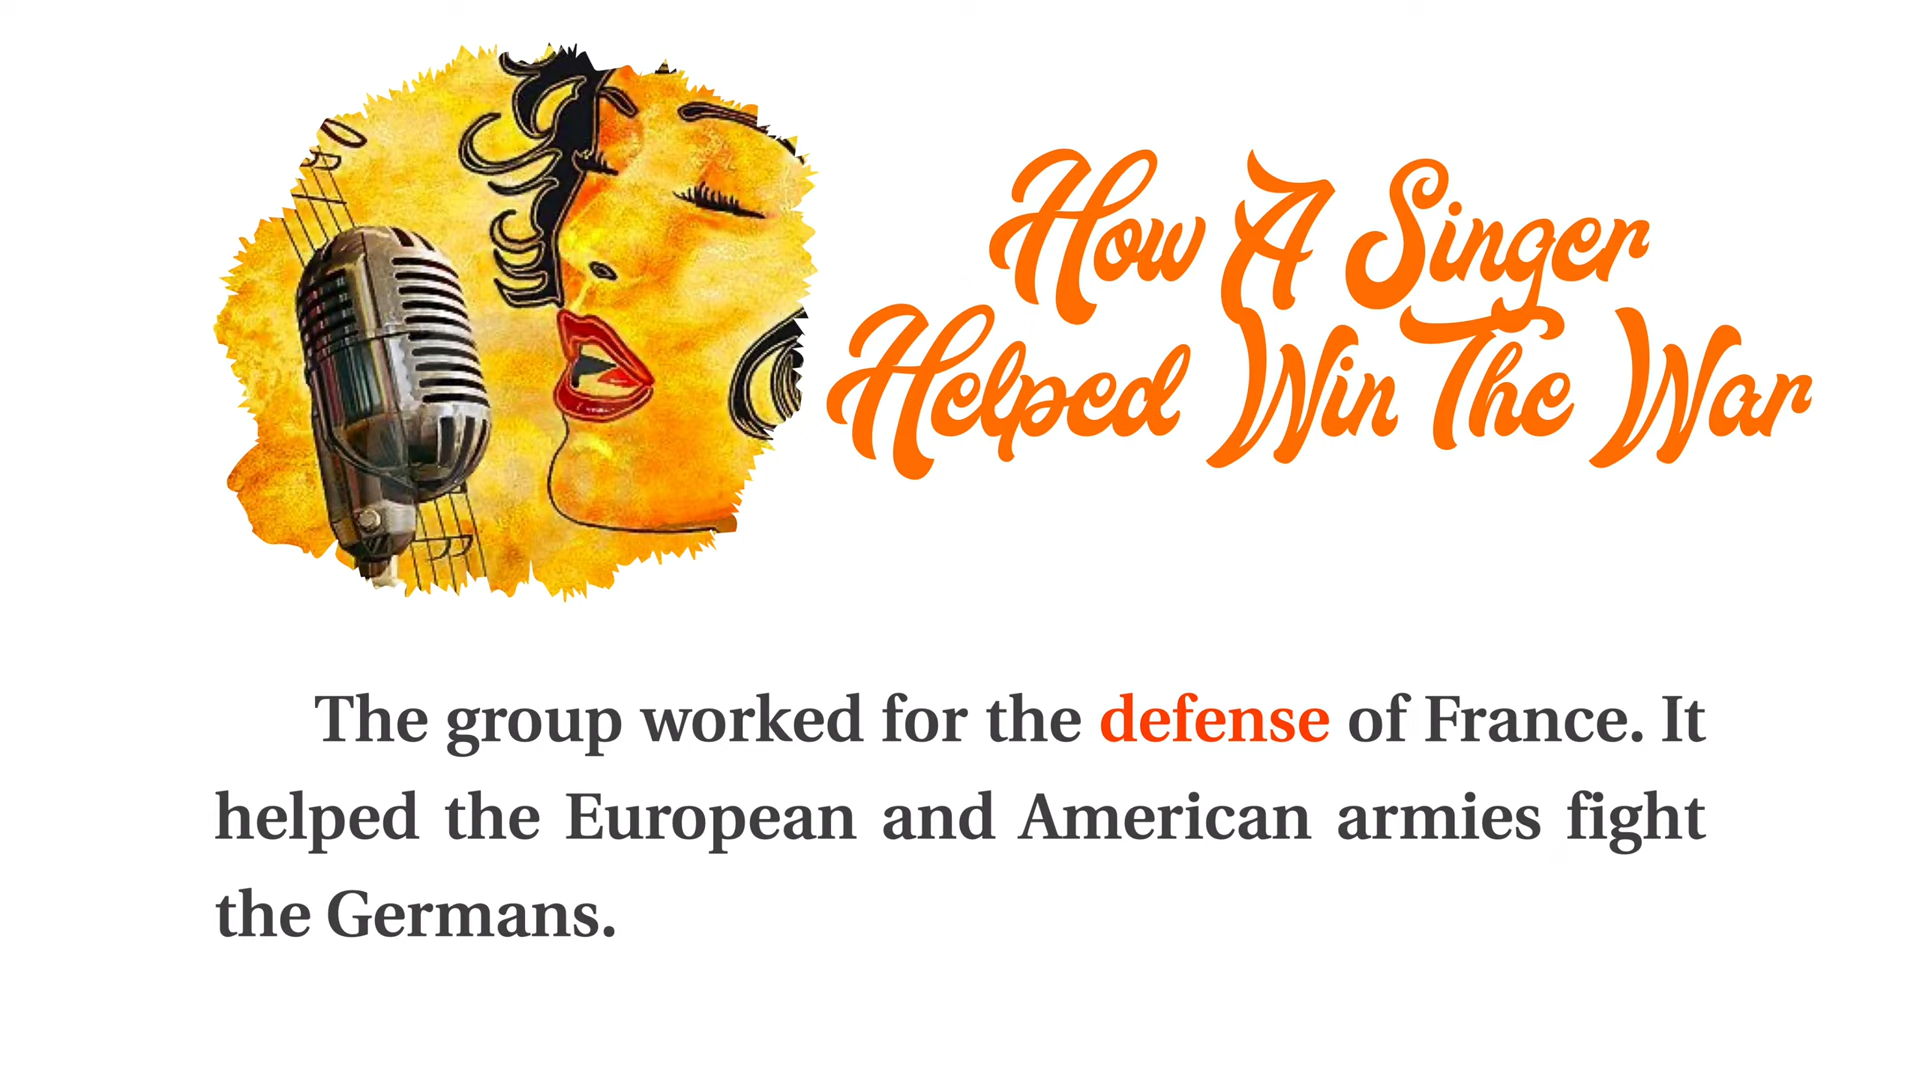 How A Singer
Helped Win The War
The group worked for the defense of France. It
helped the European and American armies fight
the Germans.